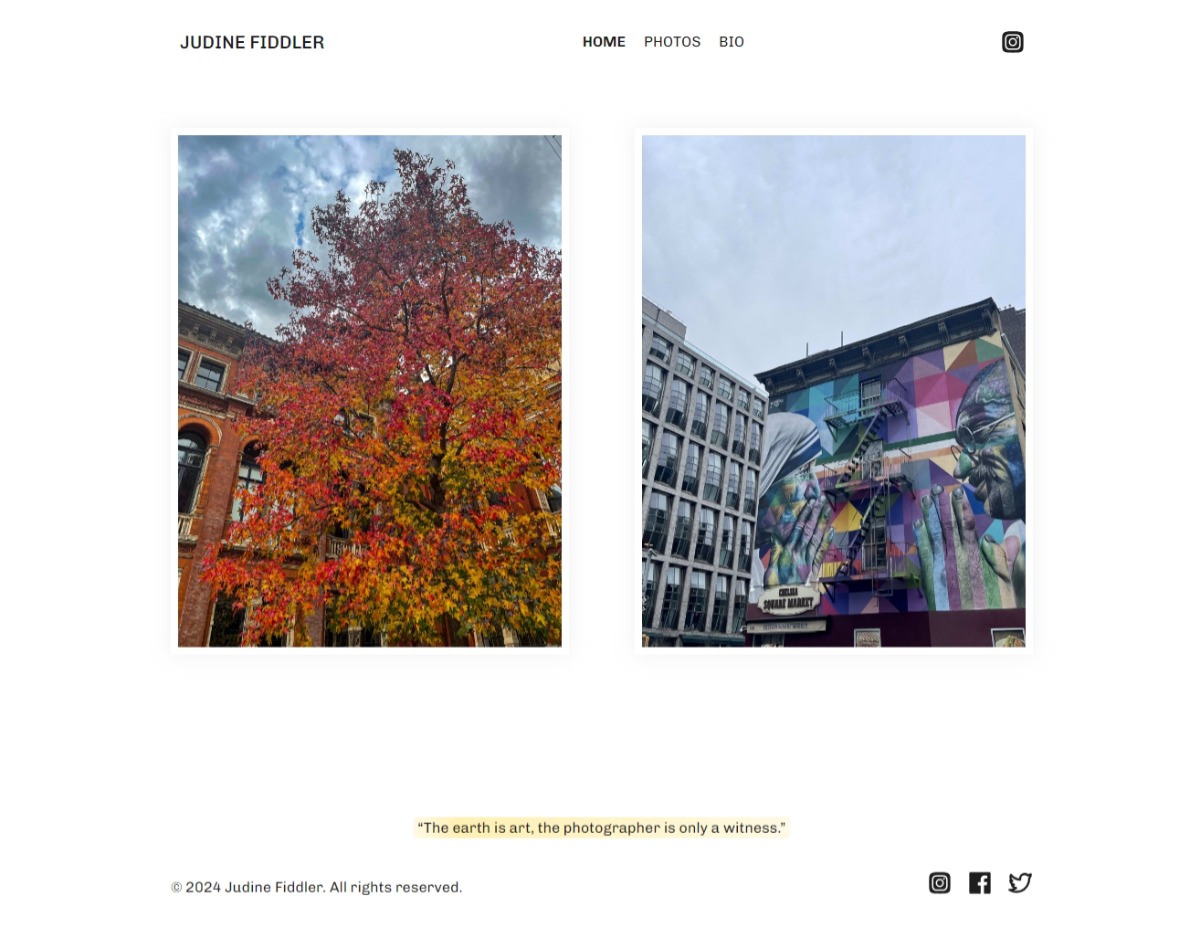 JUDINE FIDDLER
HOME PHOTOS BIO
CHELSEA
SQUARE MARKET
“The earth is art, the photographer is only a witness.”
© 2024 Judine Fiddler. All rights reserved.